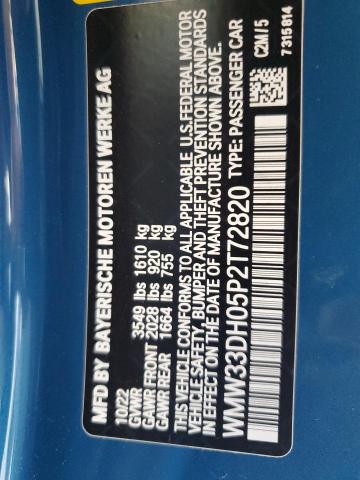 MFD BY BAYERISCHE MOTOREN WERKE AG
10/22
GVWR 3549 lbs 1610 kg
GAWR FRONT 2028 lbs 920 kg
GAWR REAR 1664 lbs 755 kg
THIS VEHICLE CONFORMS TO ALL APPLICABLE U.S. FEDERAL MOTOR
VEHICLE SAFETY, BUMPER AND THEFT PREVENTION STANDARDS
IN EFFECT ON THE DATE OF MANUFACTURE SHOWN ABOVE.
WMW33DH05P2T72820 TYPE: PASSENGER CAR
C2M/5
7315814